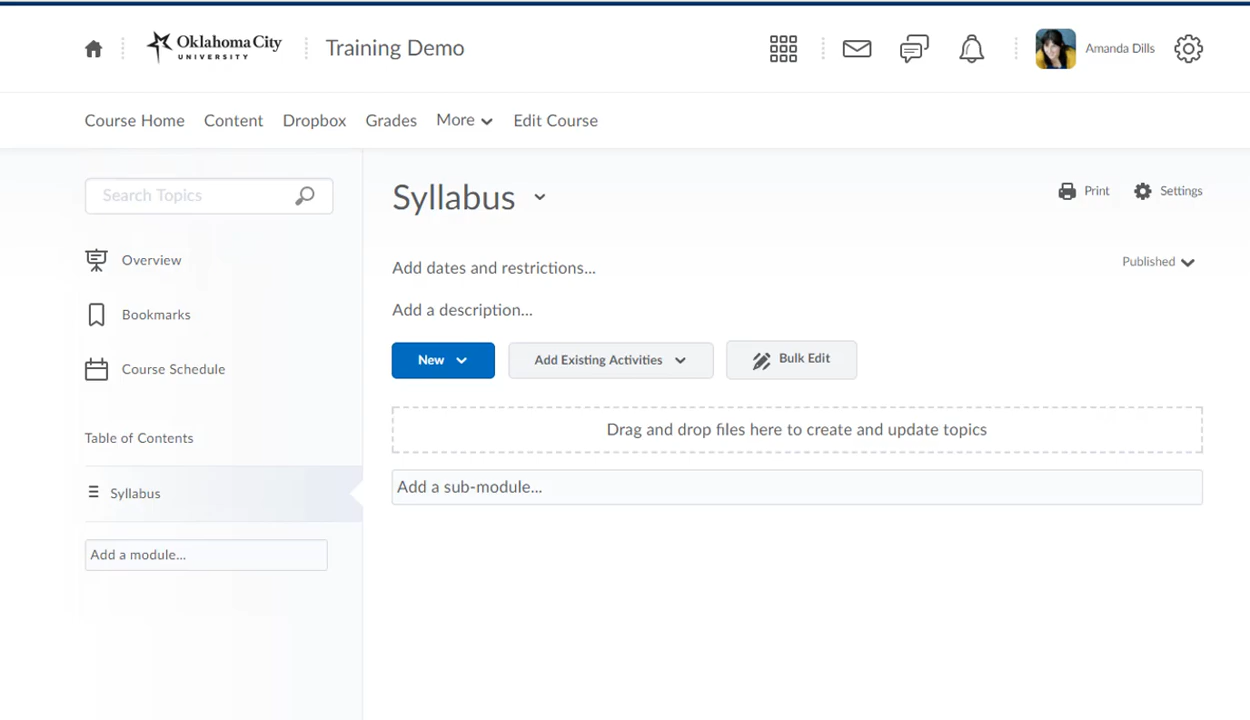 Oklahoma City
UNIVERSITY
Training Demo
Amanda Dills
Course Home Content Dropbox Grades More Edit Course
Search Topics
Syllabus
Print Settings
Overview
Add dates and restrictions...
Published
Bookmarks
Add a description...
Course Schedule
New Add Existing Activities Bulk Edit
Drag and drop files here to create and update topics
Table of Contents
Add a sub-module...
Syllabus
Add a module...